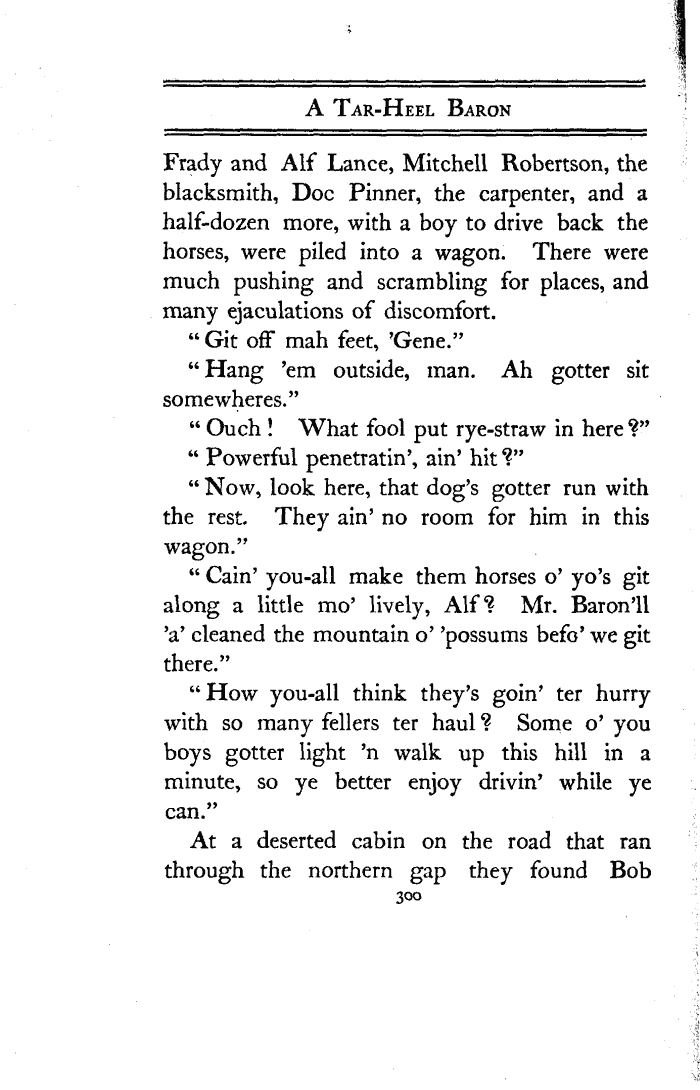 A Tar-Heel Baron
Frady and Alf Lance, Mitchell Robertson, the
blacksmith, Doc Pinner, the carpenter, and a
half-dozen more, with a boy to drive back the
horses, were piled into a wagon. There were
much pushing and scrambling for places, and
many ejaculations of discomfort.
“Git off mah feet, ’Gene.”
“Hang ’em outside, man. Ah gotter sit
somewheres.”
“Ouch! What fool put rye-straw in here?”
“Powerful penetratin’, ain’ hit?”
“Now, look here, that dog’s gotter run with
the rest. They ain’ no room for him in this
wagon.”
“Cain’ you-all make them horses o’ yo’s git
along a little mo’ lively, Alf? Mr. Baron’ll
’a’ cleaned the mountain o’ ’possums befo’ we git
there.”
“How you-all think they’s goin’ ter hurry
with so many fellers ter haul? Some o’ you
boys gotter light ’n walk up this hill in a
minute, so ye better enjoy drivin’ while ye
can.”
At a deserted cabin on the road that ran
through the northern gap they found Bob
300